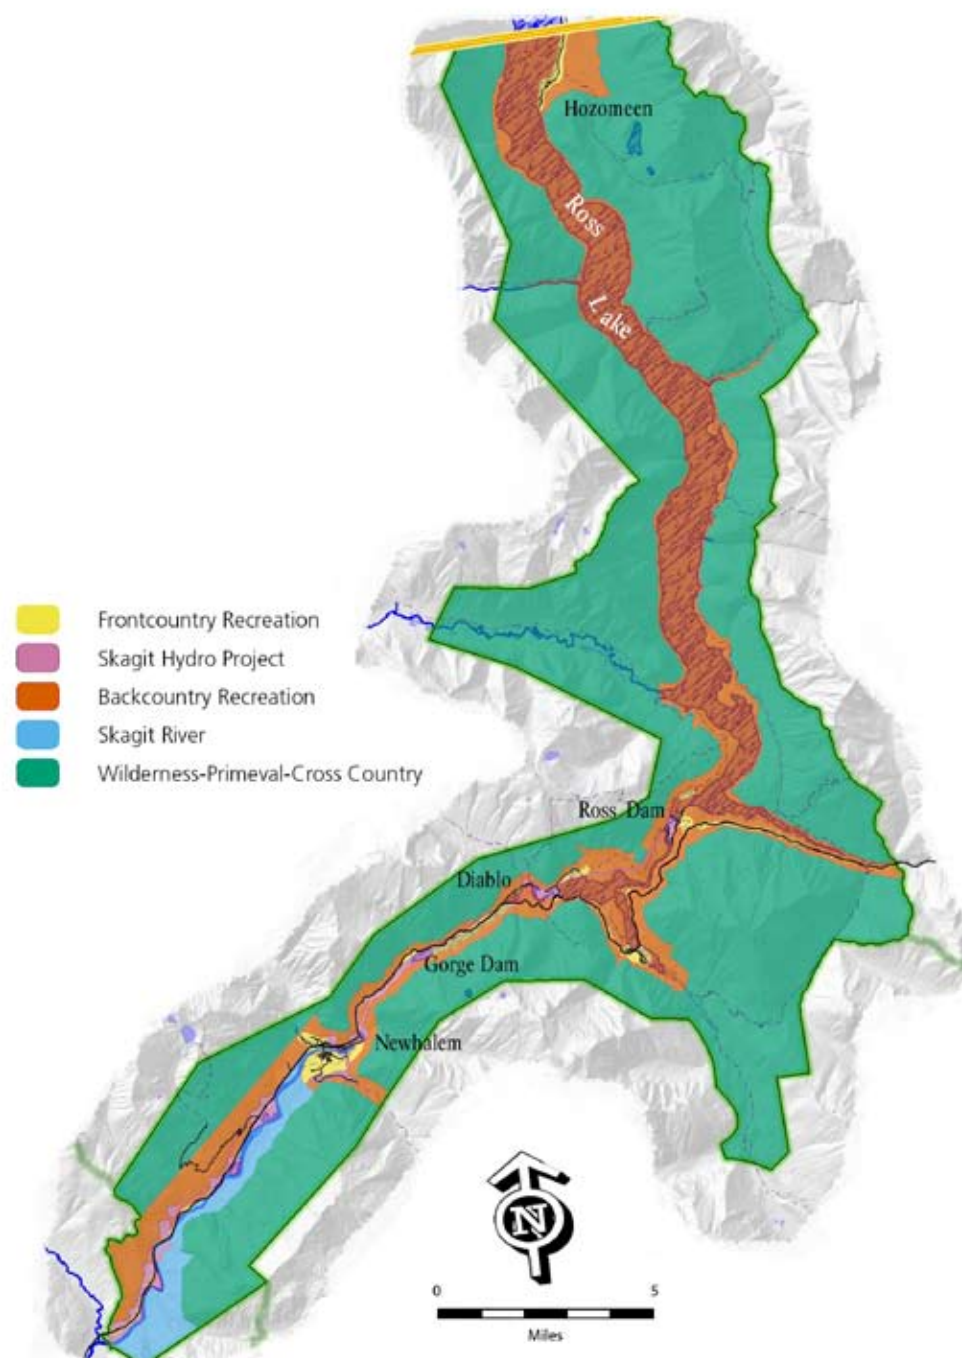 Hozomeen
Ross
Lake
Frontcountry Recreation
Skagit Hydro Project
Backcountry Recreation
Skagit River
Wilderness-Primeval-Cross Country
Ross Dam
Diablo
Gorge Dam
Newhalem
N
0 5
Miles